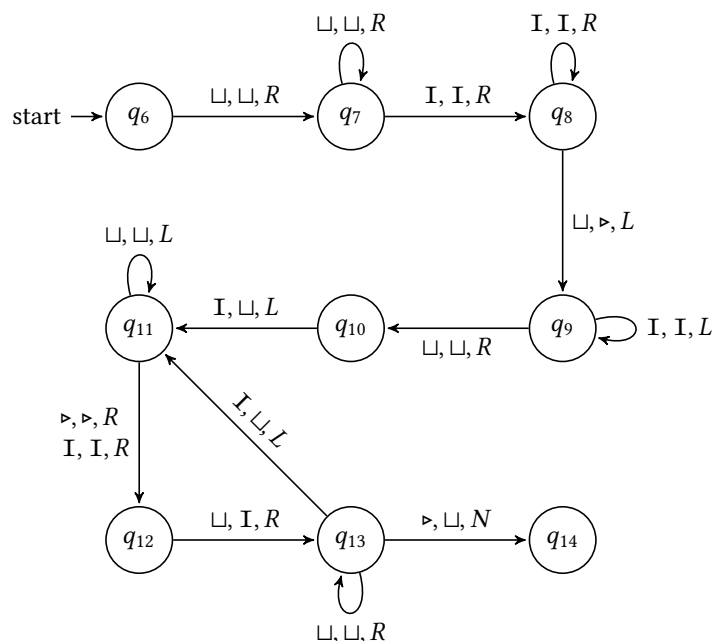 ⊔, ⊔, R
I, I, R
start
q6
⊔, ⊔, R
q7
I, I, R
q8
⊔, ▹, L
⊔, ⊔, L
q11
I, ⊔, L
q10
⊔, ⊔, R
q9
I, I, L
▹, ▹, R
I, I, R
I, ⊔, L
q12
⊔, I, R
q13
▹, ⊔, N
q14
⊔, ⊔, R